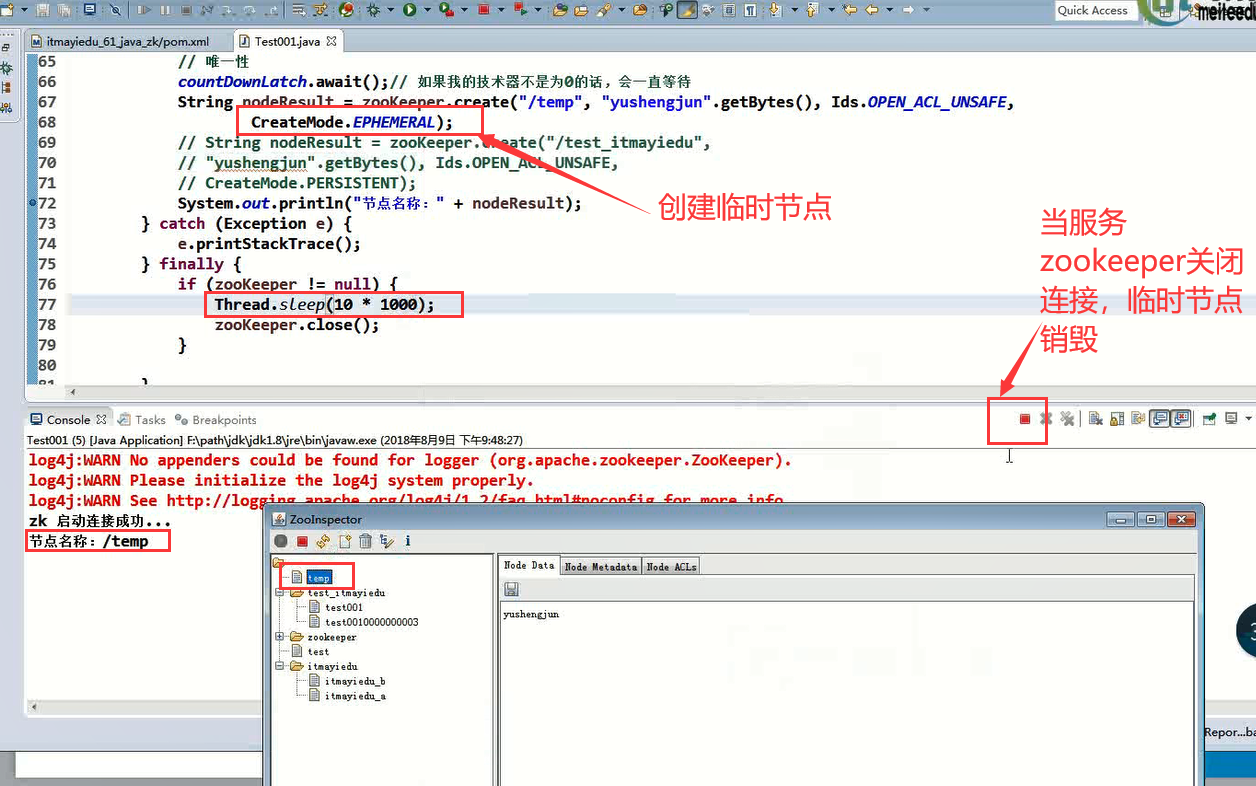 Quick Access
itmayiedu_61_java_zk/pom.xml
Test001.java
65 // 唯一性
66 countDownLatch.await();// 如果我的技术器不是为0的话，会一直等待
67 String nodeResult = zooKeeper.create("/temp", "yushengjun".getBytes(), Ids.OPEN_ACL_UNSAFE,
68 CreateMode.EPHEMERAL);
69 // String nodeResult = zooKeeper.create("/test_itmayiedu",
70 // "yushengjun".getBytes(), Ids.OPEN_ACL_UNSAFE,
71 // CreateMode.PERSISTENT);
72 System.out.println("节点名称：" + nodeResult);
73 } catch (Exception e) {
74 e.printStackTrace();
75 } finally {
76 if (zooKeeper != null) {
77 Thread.sleep(10 * 1000);
78 zooKeeper.close();
79 }
80
81 }
创建临时节点
当服务
zookeeper关闭
连接，临时节点
销毁
Console Tasks Breakpoints
Test001 (5) [Java Application] F:\path\jdk\jdk1.8\jre\bin\javaw.exe (2018年8月9日 下午9:48:27)
log4j:WARN No appenders could be found for logger (org.apache.zookeeper.ZooKeeper).
log4j:WARN Please initialize the log4j system properly.
log4j:WARN See http://logging.apache.org/log4j/1.2/faq.html#noconfig for more info.
zk 启动连接成功...
节点名称：/temp
ZooInspector
temp
test_itmayiedu
test001
test0010000000003
zookeeper
test
itmayiedu
itmayiedu_b
itmayiedu_a
Node Data Node Metadata Node ACLs
yushengjun
3
Repor...ba